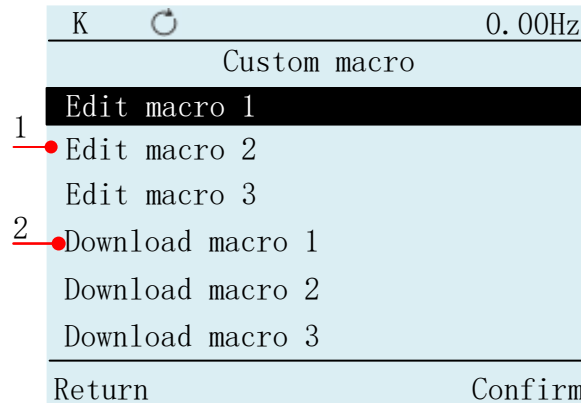 K 0.00Hz
Custom macro
Edit macro 1
1
Edit macro 2
Edit macro 3
2
Download macro 1
Download macro 2
Download macro 3
Return Confirm